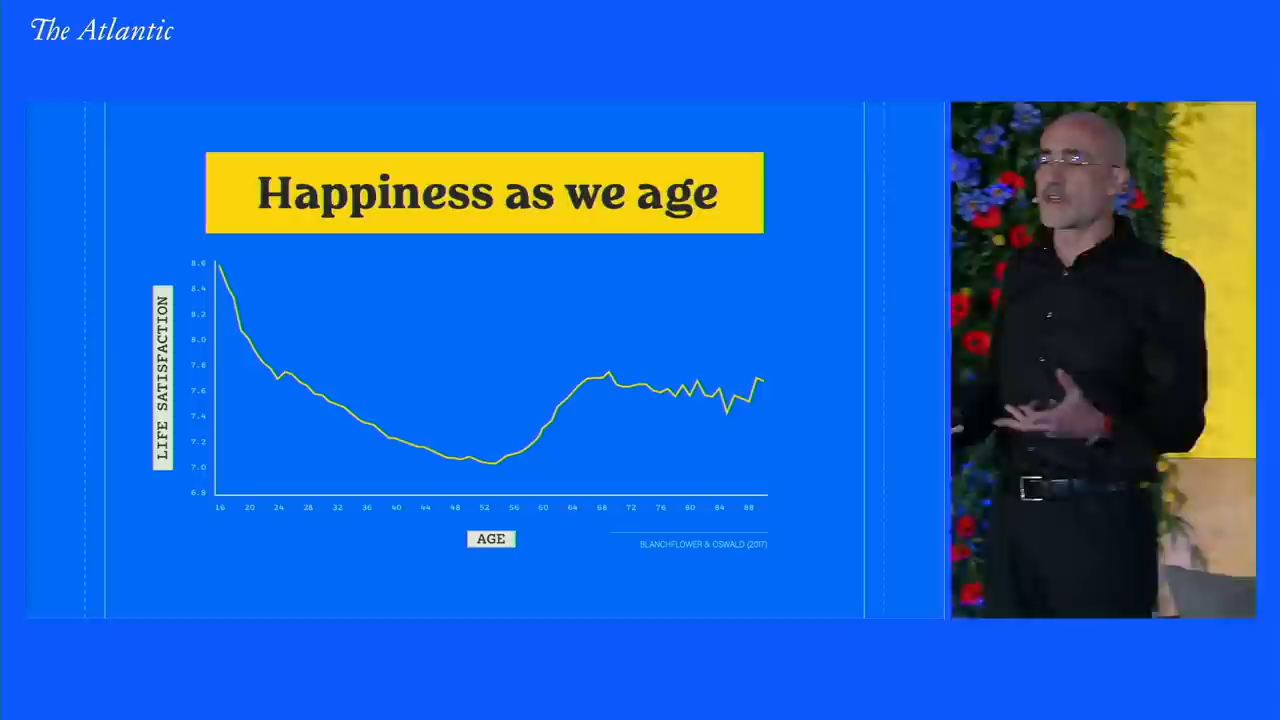 The Atlantic
Happiness as we age
LIFE SATISFACTION
8.6
8.4
8.2
8.0
7.8
7.6
7.4
7.2
7.0
6.8
16 20 24 28 32 36 40 44 48 52 56 60 64 68 72 76 80 84 88
AGE
BLANCHFLOWER & OSWALD (2017)